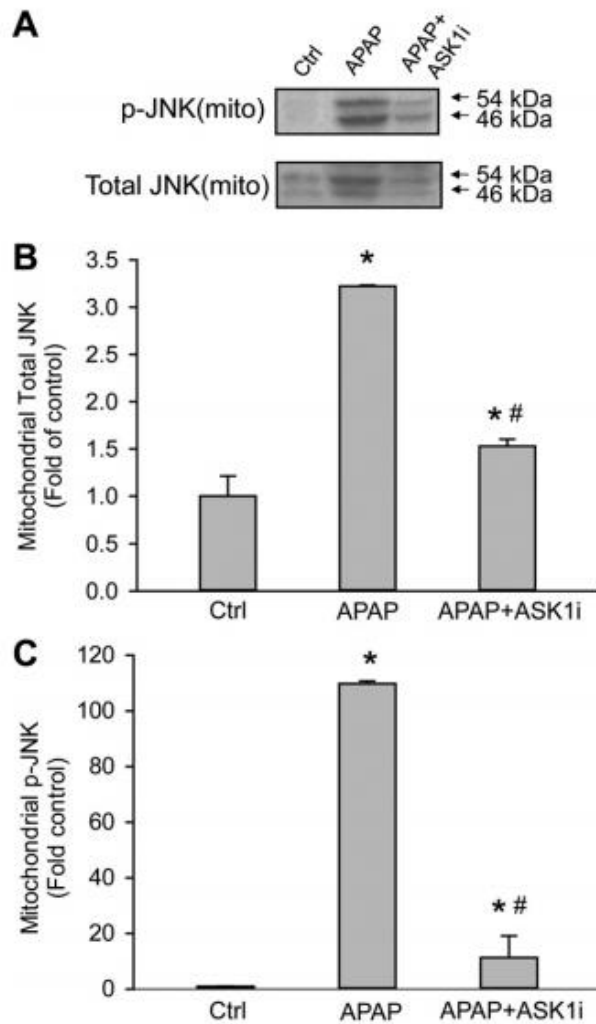 A
Ctrl
APAP
APAP+
ASK1i
p-JNK(mito)
54 kDa
46 kDa
Total JNK(mito)
54 kDa
46 kDa
B
Mitochondrial Total JNK
(Fold of control)
3.5
3.0
2.5
2.0
1.5
1.0
0.5
0.0
*
* #
Ctrl
APAP
APAP+ASK1i
C
Mitochondrial p-JNK
(Fold control)
120
100
80
60
40
20
0
*
* #
Ctrl
APAP
APAP+ASK1i